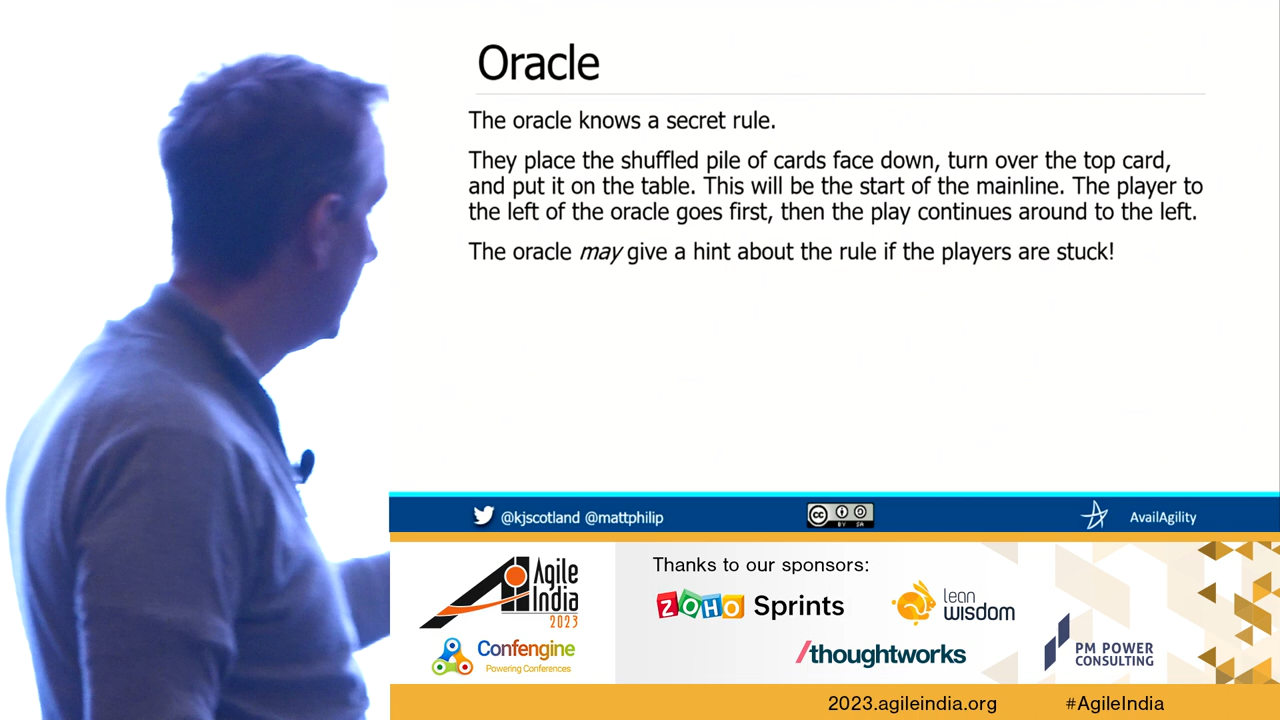 Oracle
The oracle knows a secret rule.
They place the shuffled pile of cards face down, turn over the top card,
and put it on the table. This will be the start of the mainline. The player to
the left of the oracle goes first, then the play continues around to the left.
The oracle may give a hint about the rule if the players are stuck!
@kjscotland @mattphilip
cc
BY SA
AvailAgility
Agile
India
2023
Confengine
Powering Conferences
Thanks to our sponsors:
ZOHO Sprints
lean
wisdom
/thoughtworks
PM POWER
CONSULTING
2023.agileindia.org
#AgileIndia